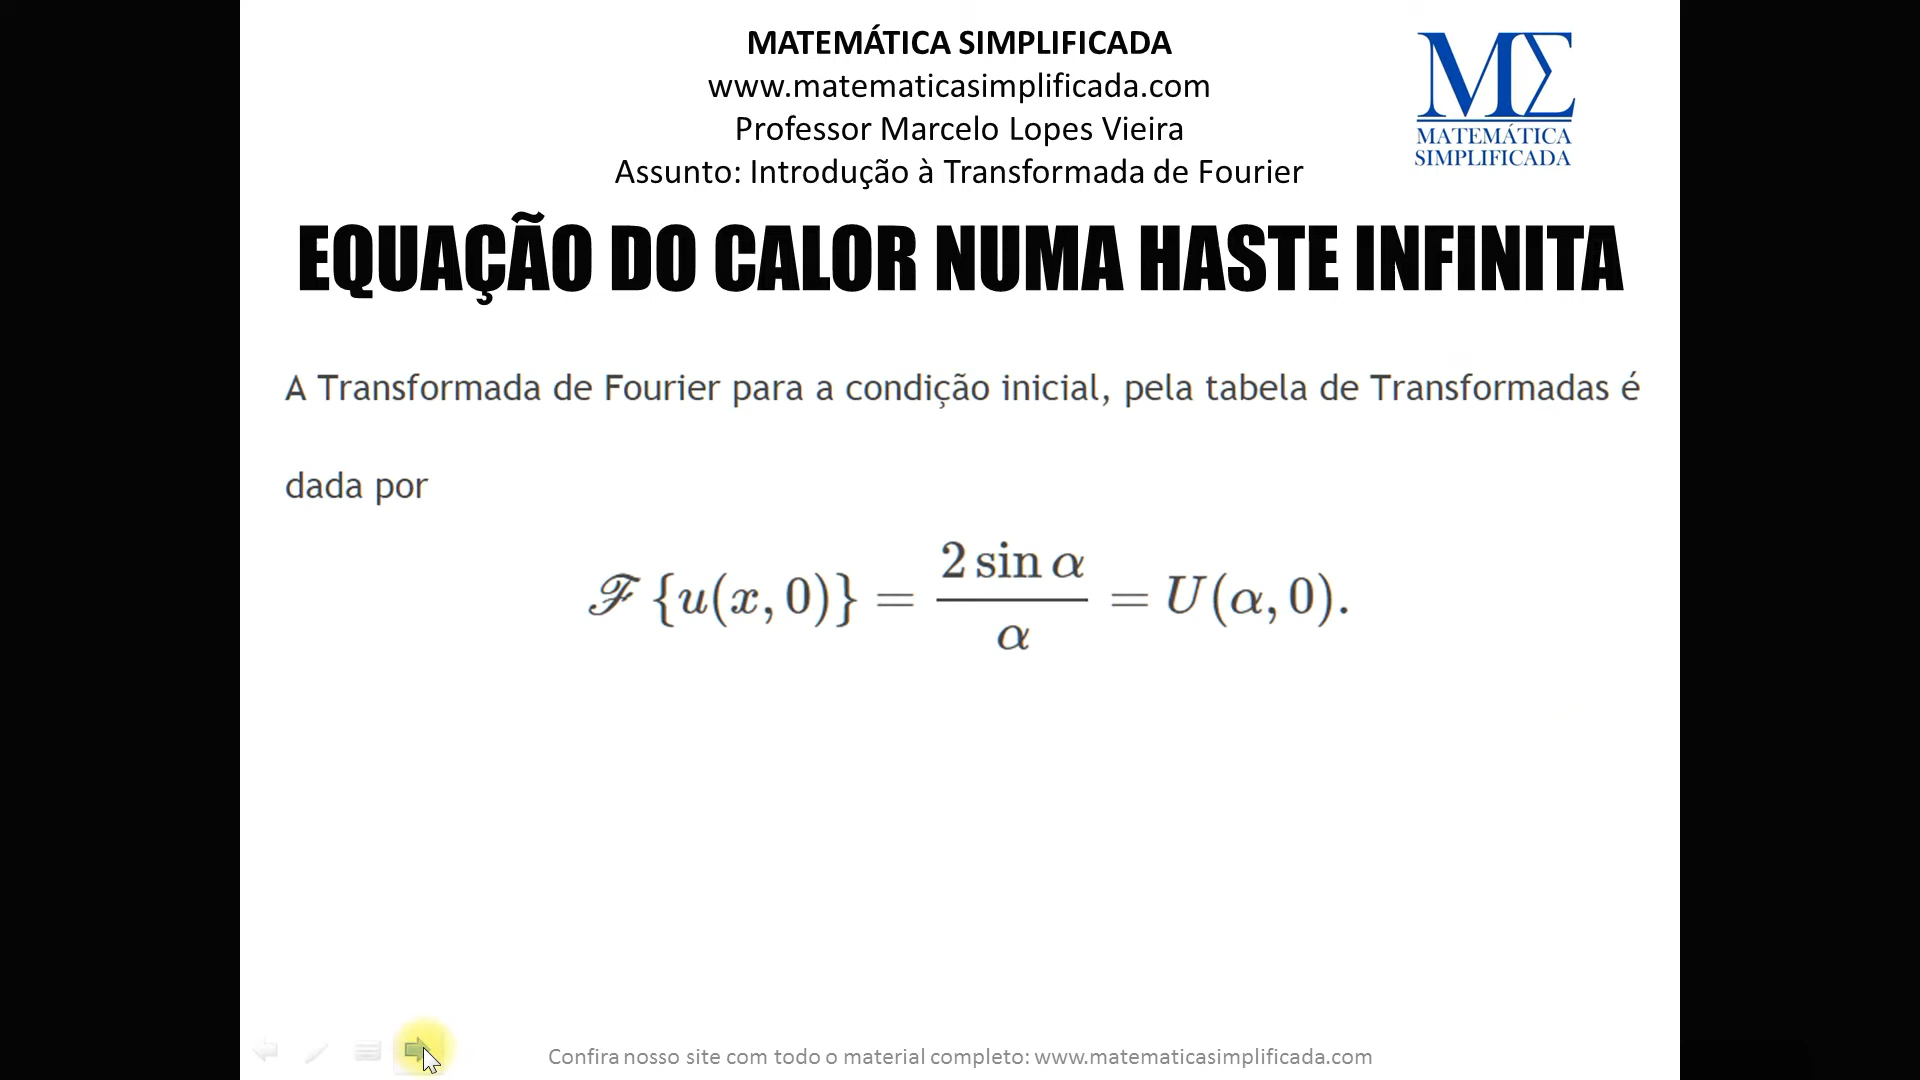 MATEMÁTICA SIMPLIFICADA
www.matematicasimplificada.com
Professor Marcelo Lopes Vieira
Assunto: Introdução à Transformada de Fourier
MΣ
MATEMÁTICA
SIMPLIFICADA
EQUAÇÃO DO CALOR NUMA HASTE INFINITA
A Transformada de Fourier para a condição inicial, pela tabela de Transformadas é
dada por
ℱ {u(x, 0)} = 2 sin α / α = U(α, 0).
Confira nosso site com todo o material completo: www.matematicasimplificada.com